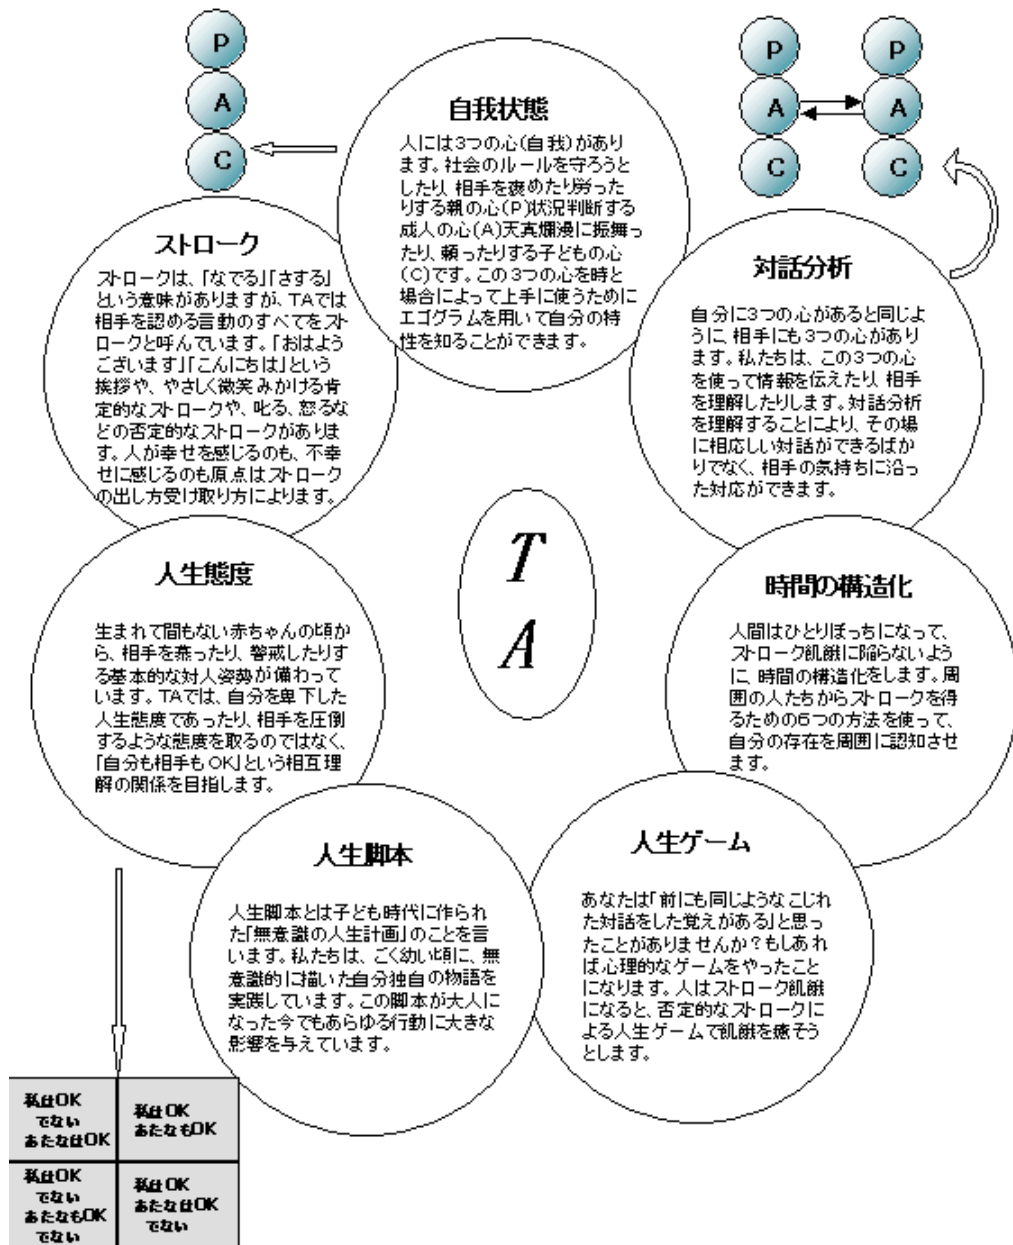 P
A
C
P
A
C
P
A
C
自我状態
人には3つの心(自我)があり
ます。社会のルールを守ろうと
したり、相手を褒めたり労った
りする親の心(P)状況判断する
成人の心(A)天真爛漫に振舞っ
たり、頼ったりする子どもの心
(C)です。この3つの心を時と
場合によって上手に使うために
エゴグラムを用いて自分の特
性を知ることができます。
ストローク
ストロークは、「なでる」「さする」
という意味がありますが、TAでは
相手を認める言動のすべてをスト
ロークと呼んでいます。「おはよう
ございます」「こんにちは」という
挨拶や、やさしく微笑みかける肯
定的なストロークや、叱る、怒るな
どの否定的なストロークがありま
す。人が幸せを感じるのも、不幸
せに感じるのも原点はストローク
の出し方受け取り方によります。
対話分析
自分に3つの心があると同じよ
うに、相手にも3つの心があり
ます。私たちは、この3つの心
を使って情報を伝えたり、相手
を理解したりします。対話分析
を理解することにより、その場
に相応しい対話ができるばか
りでなく、相手の気持ちに沿っ
た対応ができます。
T
A
人生態度
生まれて間もない赤ちゃんの頃か
ら、相手を慕ったり、警戒したりす
る基本的な対人姿勢が備わって
います。TAでは、自分を卑下した
人生態度であったり、相手を圧倒
するような態度を取るのではなく、
「自分も相手もOK」という相互理
解の関係を目指します。
時間の構造化
人間はひとりぼっちになって、
ストローク飢餓に陥らないよう
に、時間の構造化をします。周
囲の人たちからストロークを得
るための6つの方法を使って、
自分の存在を周囲に認知させ
ます。
人生脚本
人生脚本とは子ども時代に作られ
た「無意識の人生計画」のことを言
います。私たちは、ごく幼い頃に、無
意識的に描いた自分独自の物語を
実践しています。この脚本が大人に
なった今でもあらゆる行動に大きな
影響を与えています。
人生ゲーム
あなたは「前にも同じようなこじれ
た対話をした覚えがある」と思っ
たことがありませんか?もしあれ
ば心理的なゲームをやったこと
になります。人はストローク飢餓
になると、否定的なストロークに
よる人生ゲームで飢餓を癒そう
とします。
私はOK
でない
あたなはOK
私はOK
あたなもOK
私はOK
でない
あたなもOK
でない
私はOK
あたなはOK
でない